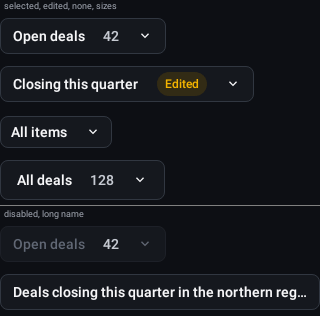 selected, edited, none, sizes
Open deals 42
Closing this quarter Edited
All items
All deals 128
disabled, long name
Open deals 42
Deals closing this quarter in the northern reg...